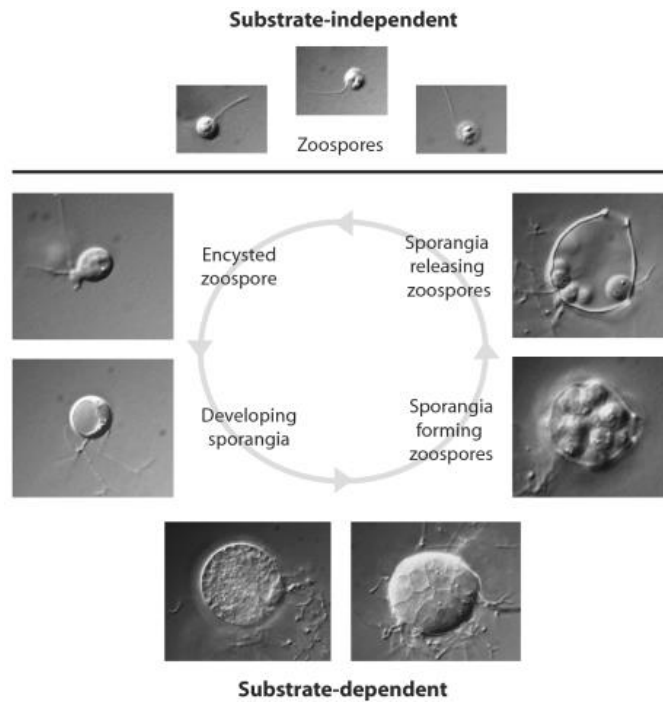 Substrate-independent
Zoospores
Encysted
zoospore
Sporangia
releasing
zoospores
Developing
sporangia
Sporangia
forming
zoospores
Substrate-dependent